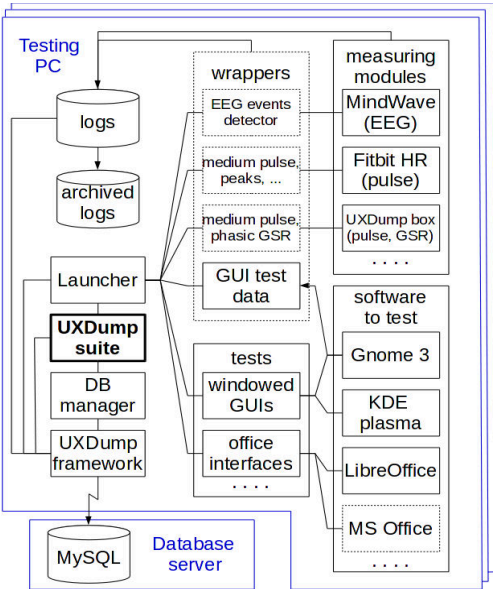 Testing
PC
logs
archived
logs
Launcher
UXDump
suite
DB
manager
UXDump
framework
MySQL
Database
server
wrappers
EEG events
detector
medium pulse,
peaks, ...
medium pulse,
phasic GSR
GUI test
data
tests
windowed
GUIs
office
interfaces
. . . .
measuring
modules
MindWave
(EEG)
Fitbit HR
(pulse)
UXDump box
(pulse, GSR)
. . . .
software
to test
Gnome 3
KDE
plasma
LibreOffice
MS Office
. . . .